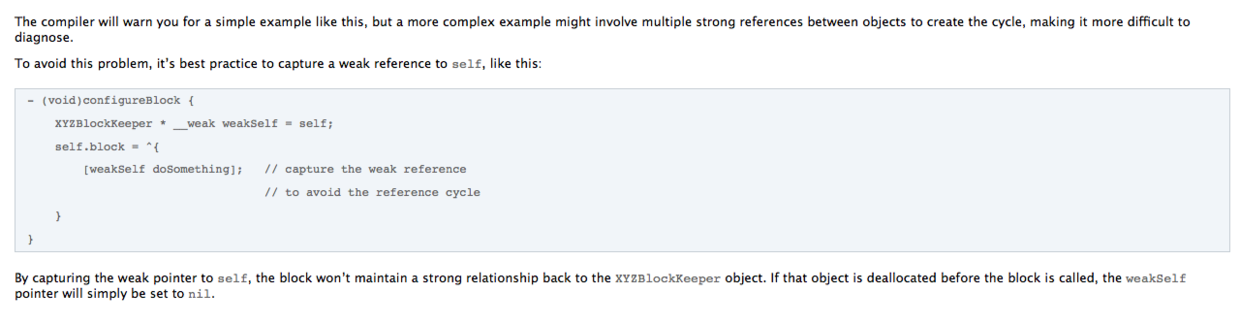 The compiler will warn you for a simple example like this, but a more complex example might involve multiple strong references between objects to create the cycle, making it more difficult to
diagnose.
To avoid this problem, it's best practice to capture a weak reference to self, like this:
- (void)configureBlock {
XYZBlockKeeper * __weak weakSelf = self;
self.block = ^{
[weakSelf doSomething];   // capture the weak reference
// to avoid the reference cycle
}
}
By capturing the weak pointer to self, the block won't maintain a strong relationship back to the XYZBlockKeeper object. If that object is deallocated before the block is called, the weakSelf
pointer will simply be set to nil.